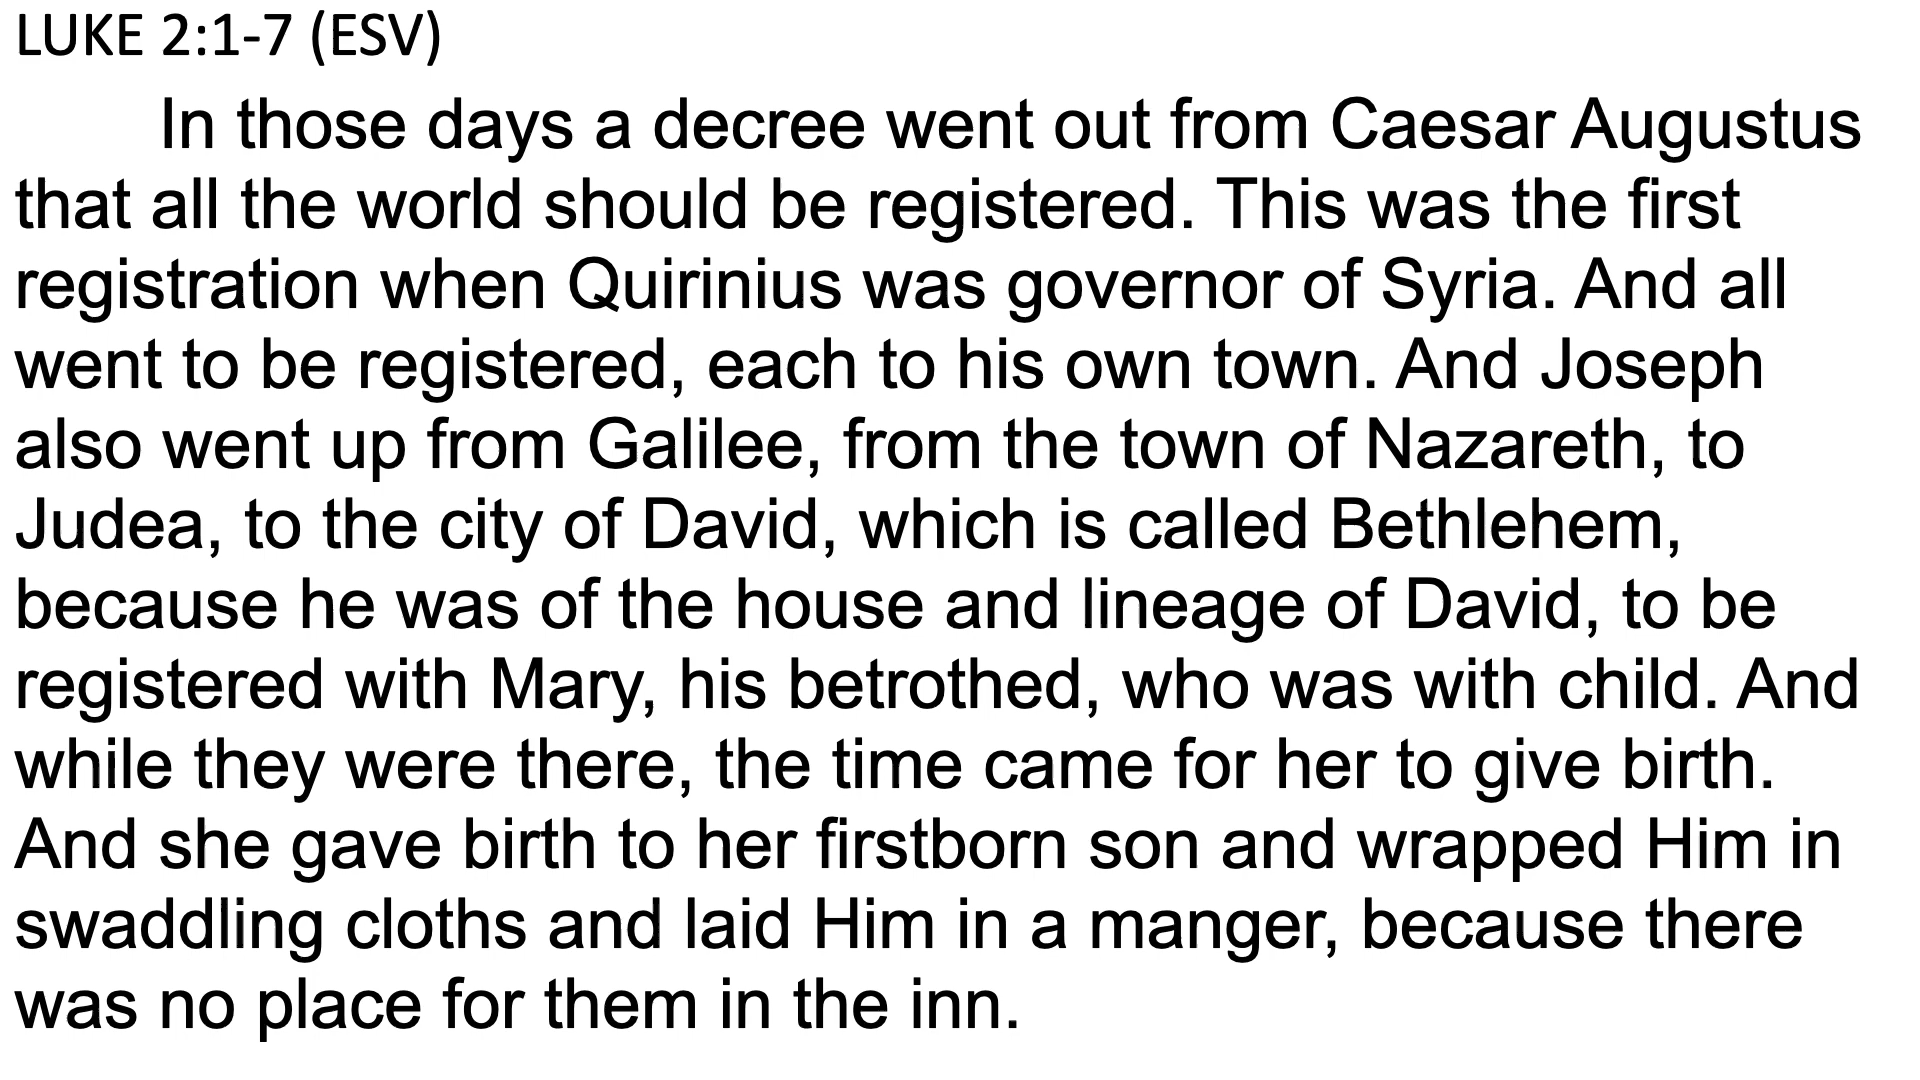 LUKE 2:1-7 (ESV)
In those days a decree went out from Caesar Augustus
that all the world should be registered. This was the first
registration when Quirinius was governor of Syria. And all
went to be registered, each to his own town. And Joseph
also went up from Galilee, from the town of Nazareth, to
Judea, to the city of David, which is called Bethlehem,
because he was of the house and lineage of David, to be
registered with Mary, his betrothed, who was with child. And
while they were there, the time came for her to give birth.
And she gave birth to her firstborn son and wrapped Him in
swaddling cloths and laid Him in a manger, because there
was no place for them in the inn.